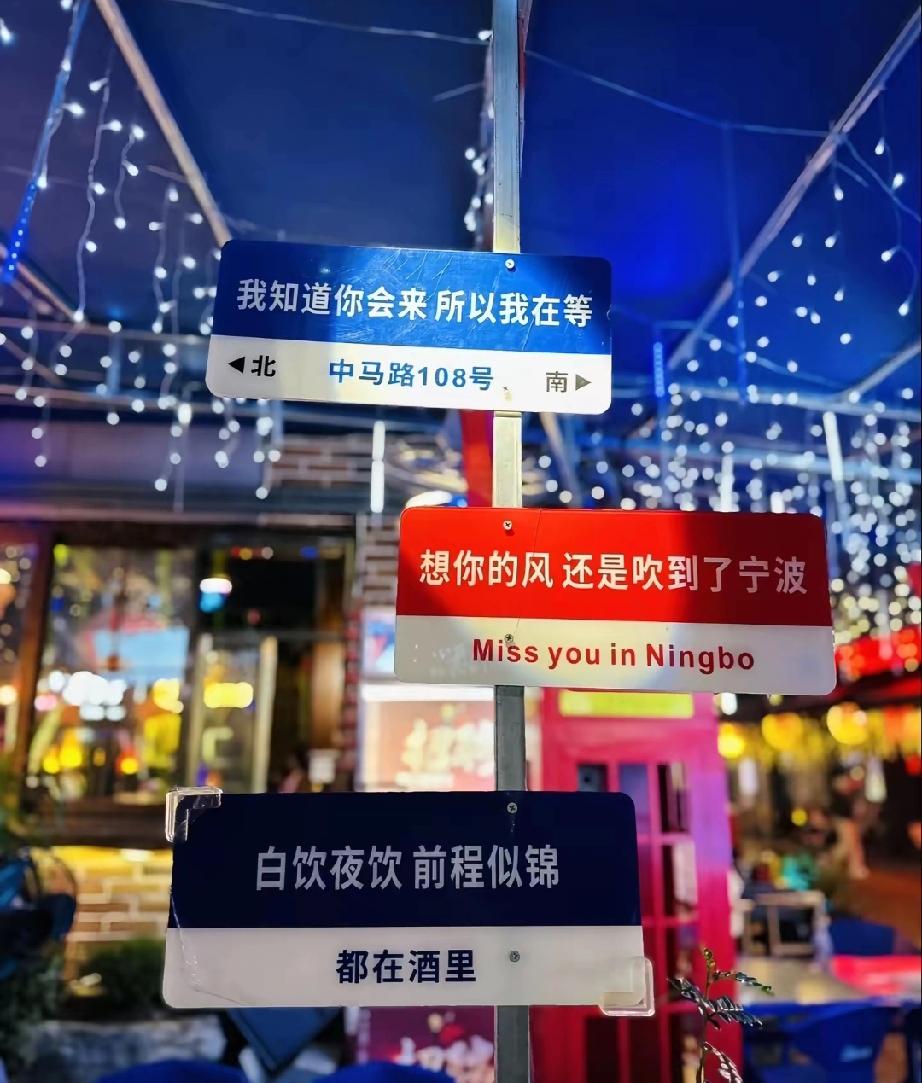 我知道你会来 所以我在等
◀北 中马路108号 南▶
想你的风 还是吹到了宁波
Miss you in Ningbo
白饮夜饮 前程似锦
都在酒里